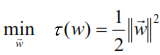 min τ(w) = 1/2 ||w⃗||²
w⃗